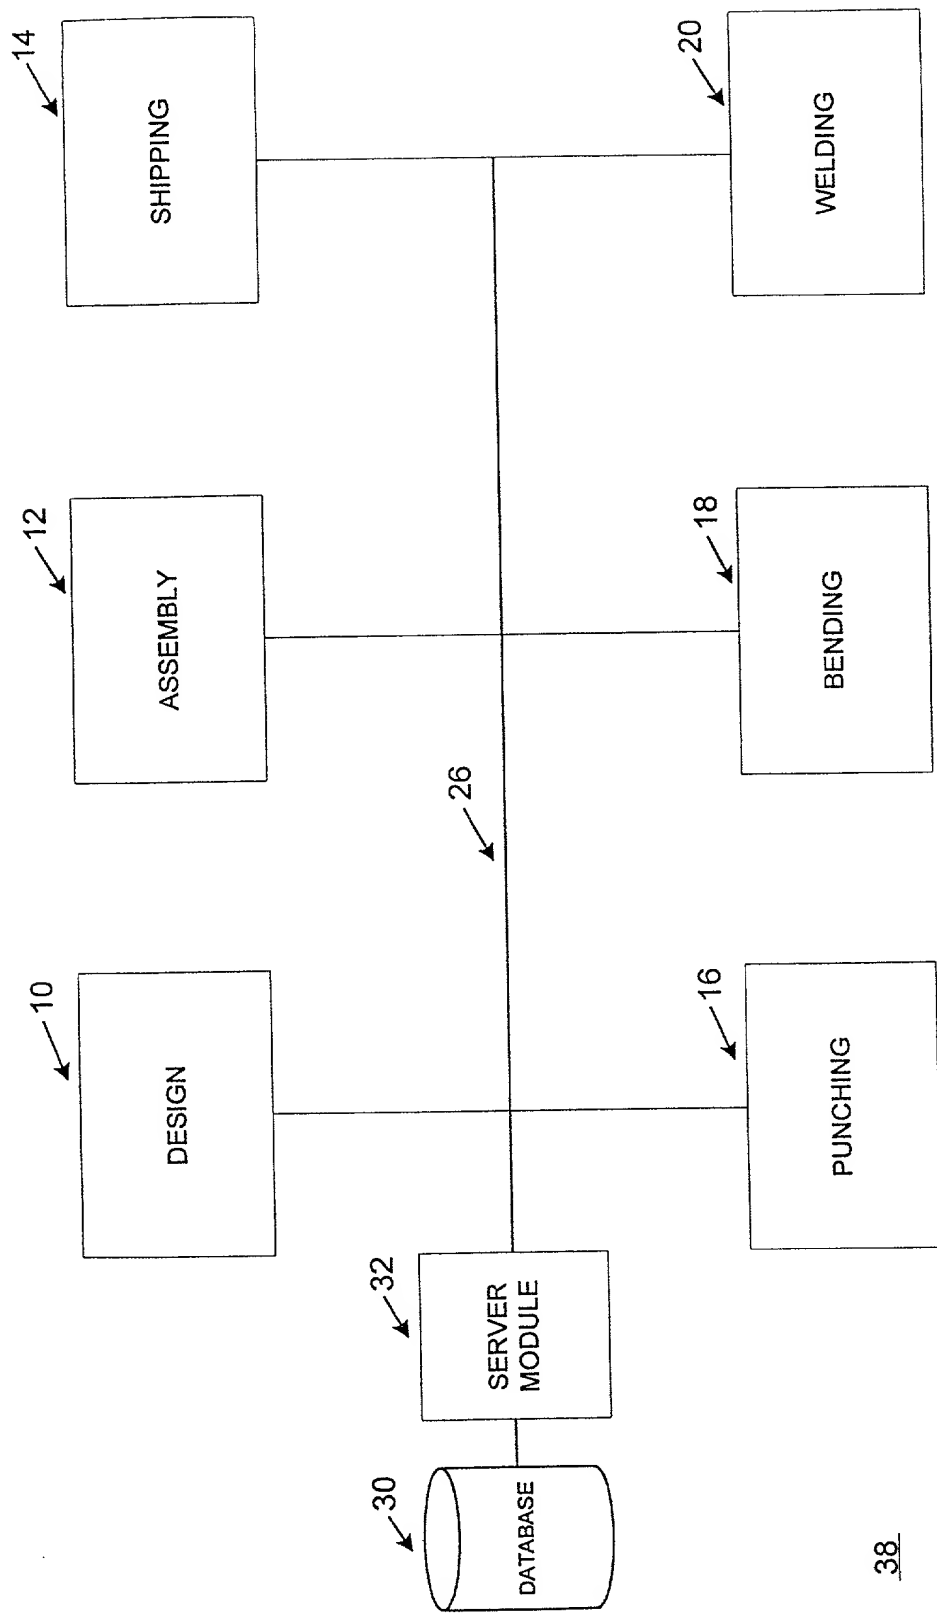 10
DESIGN
12
ASSEMBLY
14
SHIPPING
30
DATABASE
32
SERVER
MODULE
26
16
PUNCHING
18
BENDING
20
WELDING
38